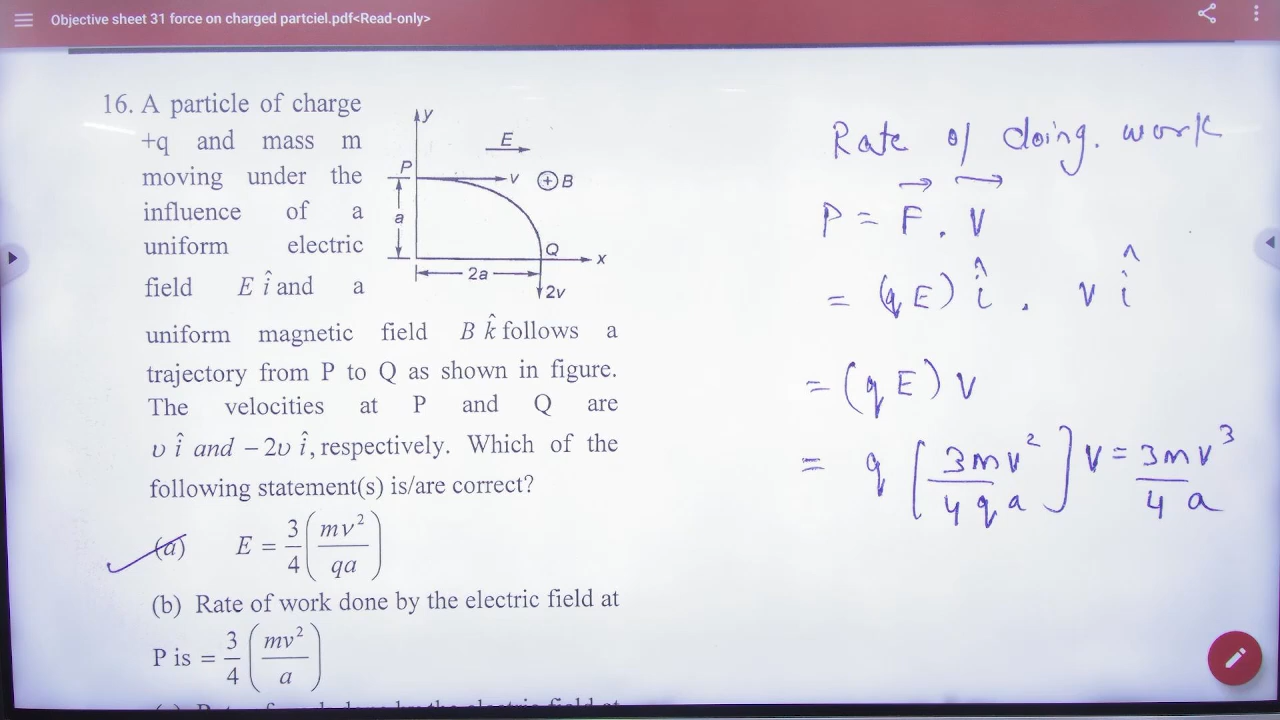 Objective sheet 31 force on charged partciel.pdf<Read-only>
16. A particle of charge
+q and mass m
moving under the
influence of a
uniform electric
field E î and a
uniform magnetic field B k̂ follows a
trajectory from P to Q as shown in figure.
The velocities at P and Q are
υ î and − 2υ î, respectively. Which of the
following statement(s) is/are correct?
(a) E = 3/4 (mv²/qa)
(b) Rate of work done by the electric field at
P is = 3/4 (mv²/a)
y
E
P
v
⊕B
a
Q
x
2a
2v
Rate of doing. work
P = F⃗ . V⃗
= (qE) î . v î
= (qE) v
= q [3mv²/4qa] v = 3mv³/4a